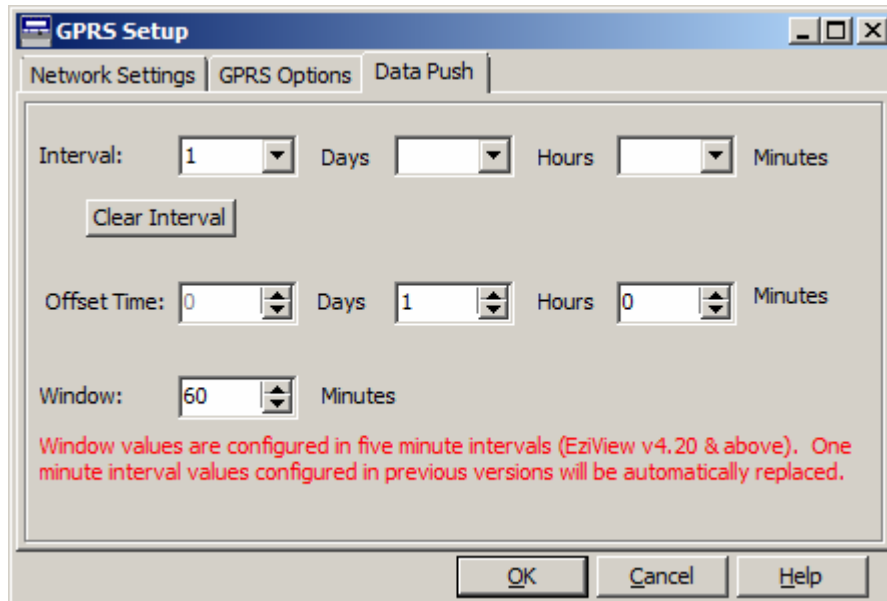 GPRS Setup
Network Settings GPRS Options Data Push
Interval: 1 Days Hours Minutes
Clear Interval
Offset Time: 0 Days 1 Hours 0 Minutes
Window: 60 Minutes
Window values are configured in five minute intervals (EziView v4.20 & above). One
minute interval values configured in previous versions will be automatically replaced.
OK Cancel Help